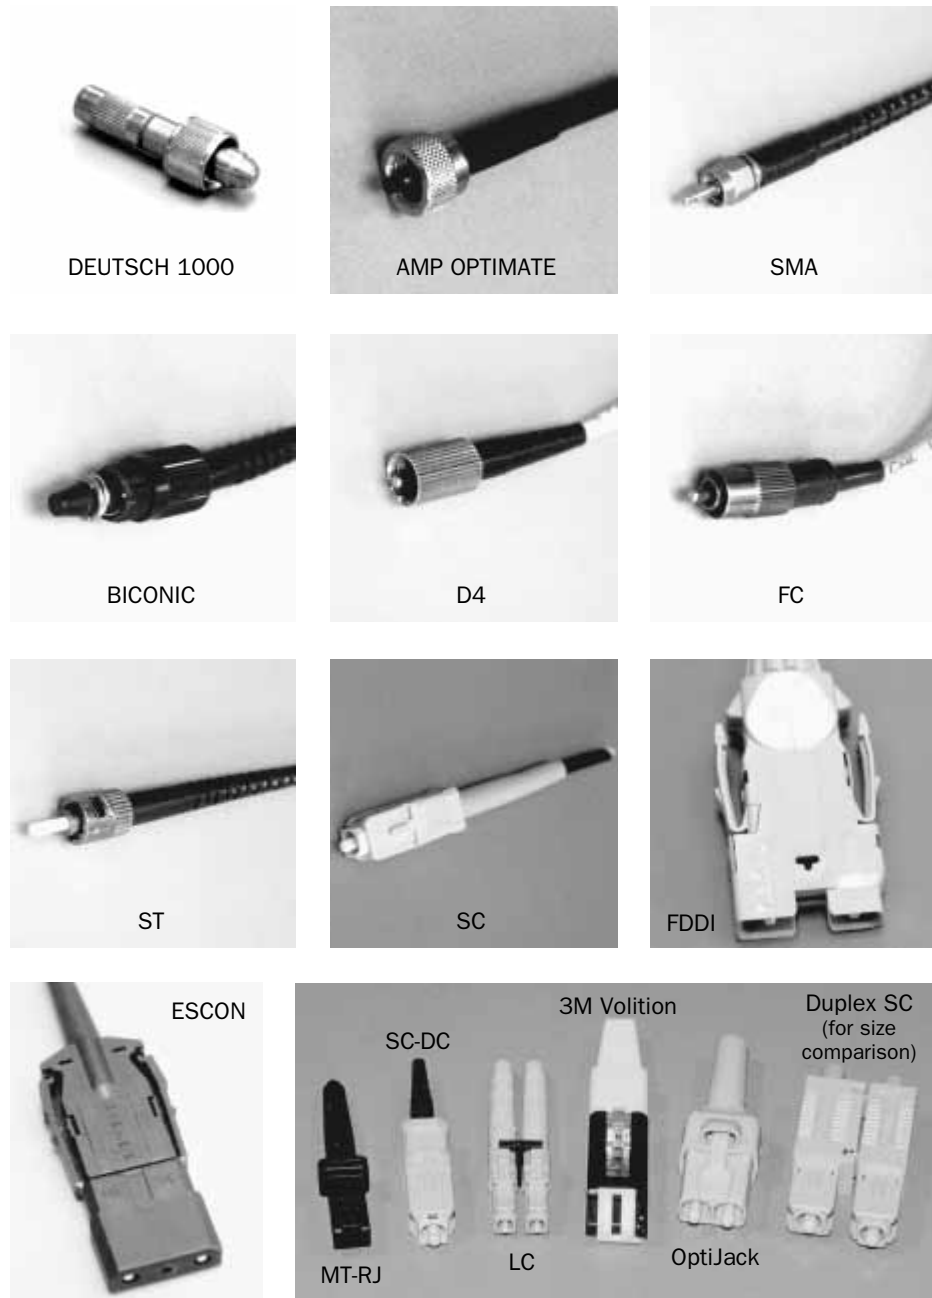 DEUTSCH 1000
AMP OPTIMATE
SMA
BICONIC
D4
FC
ST
SC
FDDI
ESCON
3M Volition
SC-DC
Duplex SC
(for size
comparison)
MT-RJ
LC
OptiJack